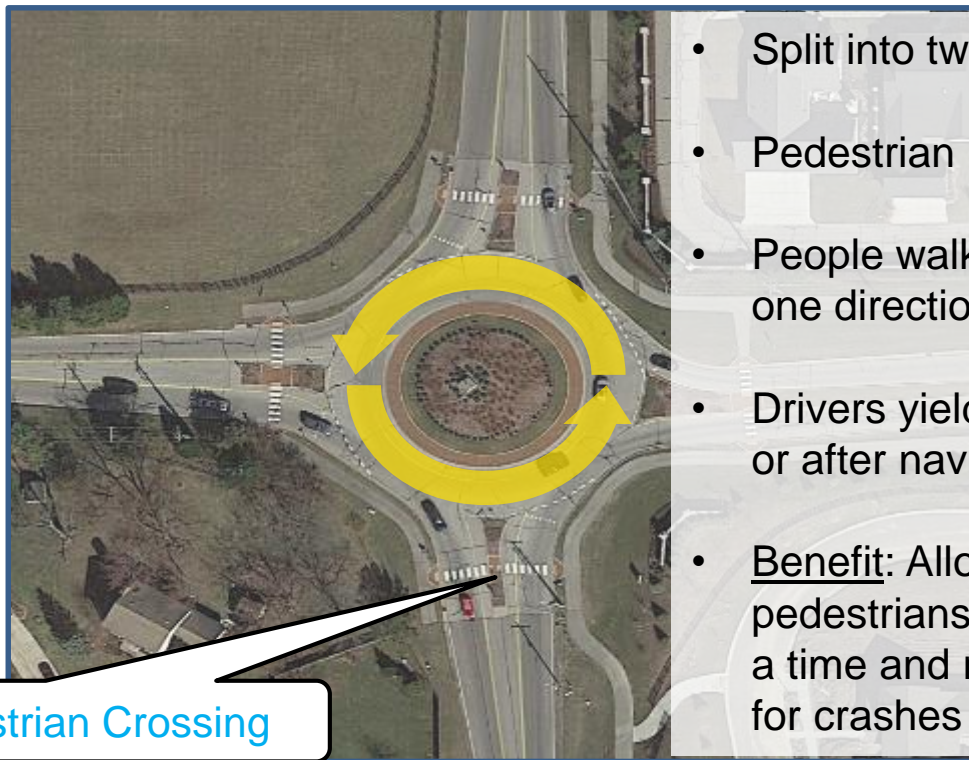 • Split into tw
• Pedestrian
• People walk
one directio
• Drivers yield
or after nav
• Benefit: Allo
pedestrians
a time and
for crashes
strian Crossing